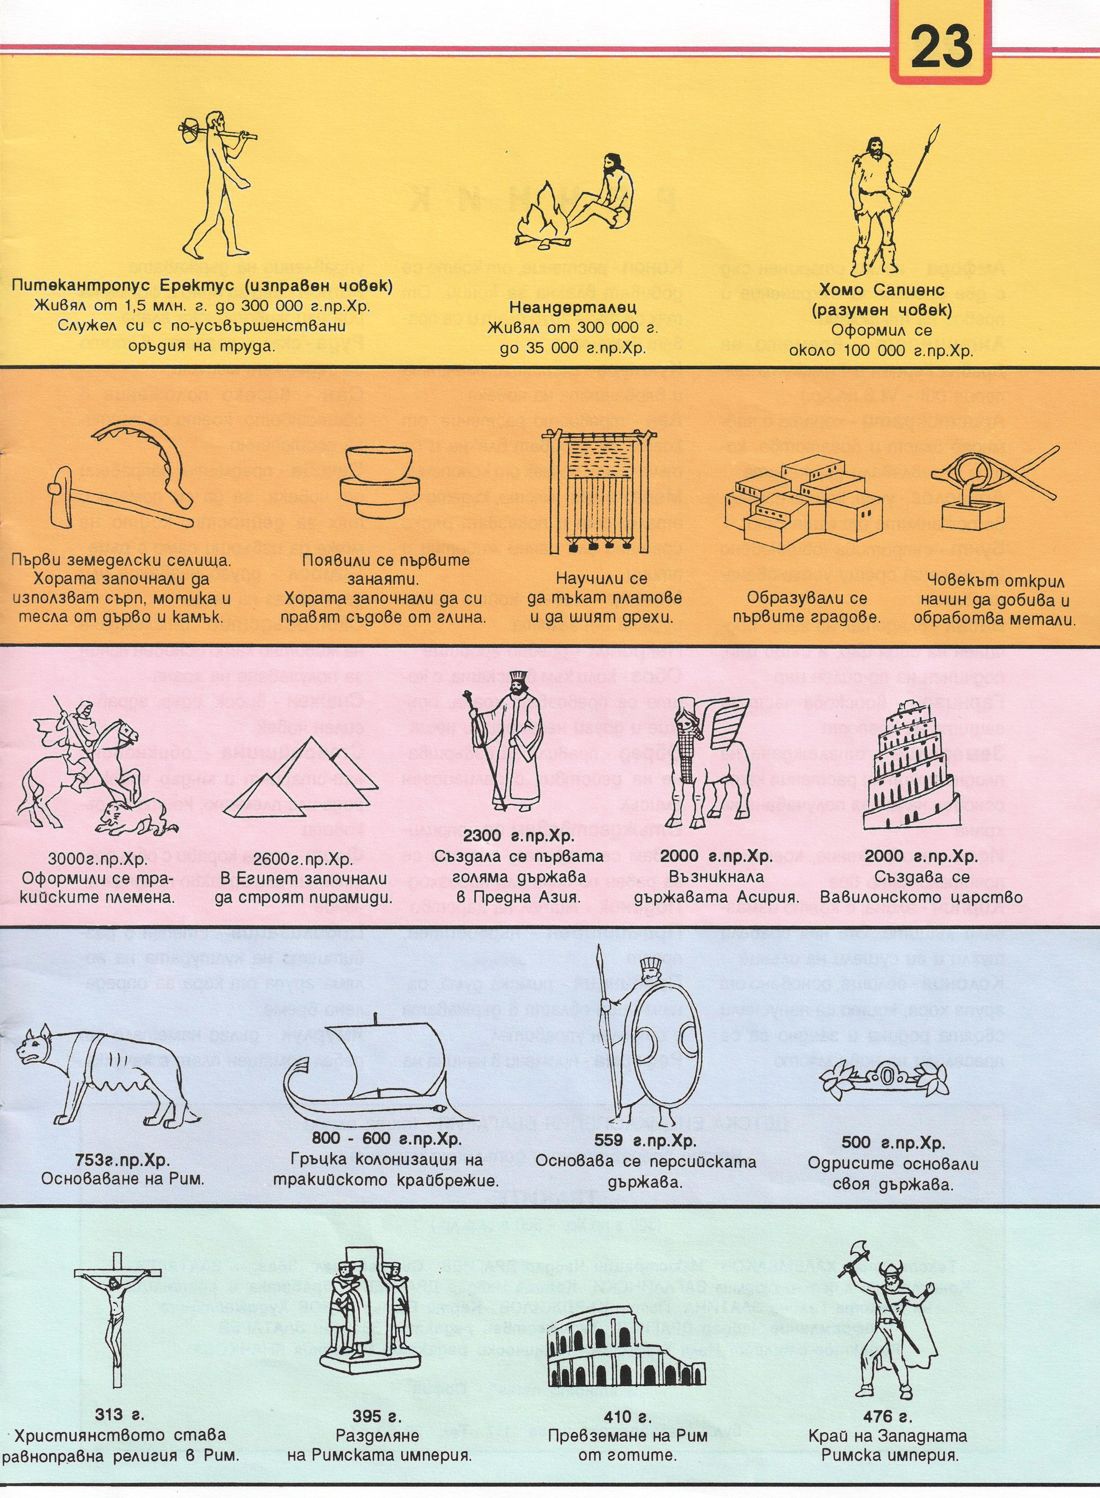 23
Питекантропус Еректус (изправен човек)
Живял от 1,5 млн. г. до 300 000 г.пр.Хр.
Служел си с по-усъвършенствани
оръдия на труда.
Неандерталец
Живял от 300 000 г.
до 35 000 г.пр.Хр.
Хомо Сапиенс
(разумен човек)
Оформил се
около 100 000 г.пр.Хр.
Първи земеделски селища.
Хората започнали да
използват сърп, мотика и
тесла от дърво и камък.
Появили се първите
занаяти.
Хората започнали да си
правят съдове от глина.
Научили се
да тъкат платове
и да шият дрехи.
Образували се
първите градове.
Човекът открил
начин да добива и
обработва метали.
3000г.пр.Хр.
Оформили се тра-
кийските племена.
2600г.пр.Хр.
В Египет започнали
да строят пирамиди.
2300 г.пр.Хр.
Създала се първата
голяма държава
в Предна Азия.
2000 г.пр.Хр.
Възникнала
държавата Асирия.
2000 г.пр.Хр.
Създава се
Вавилонското царство
753г.пр.Хр.
Основаване на Рим.
800 - 600 г.пр.Хр.
Гръцка колонизация на
тракийското крайбрежие.
559 г.пр.Хр.
Основава се персийската
държава.
500 г.пр.Хр.
Одрисите основали
своя държава.
313 г.
Християнството става
равноправна религия в Рим.
395 г.
Разделяне
на Римската империя.
410 г.
Превземане на Рим
от готите.
476 г.
Край на Западната
Римска империя.